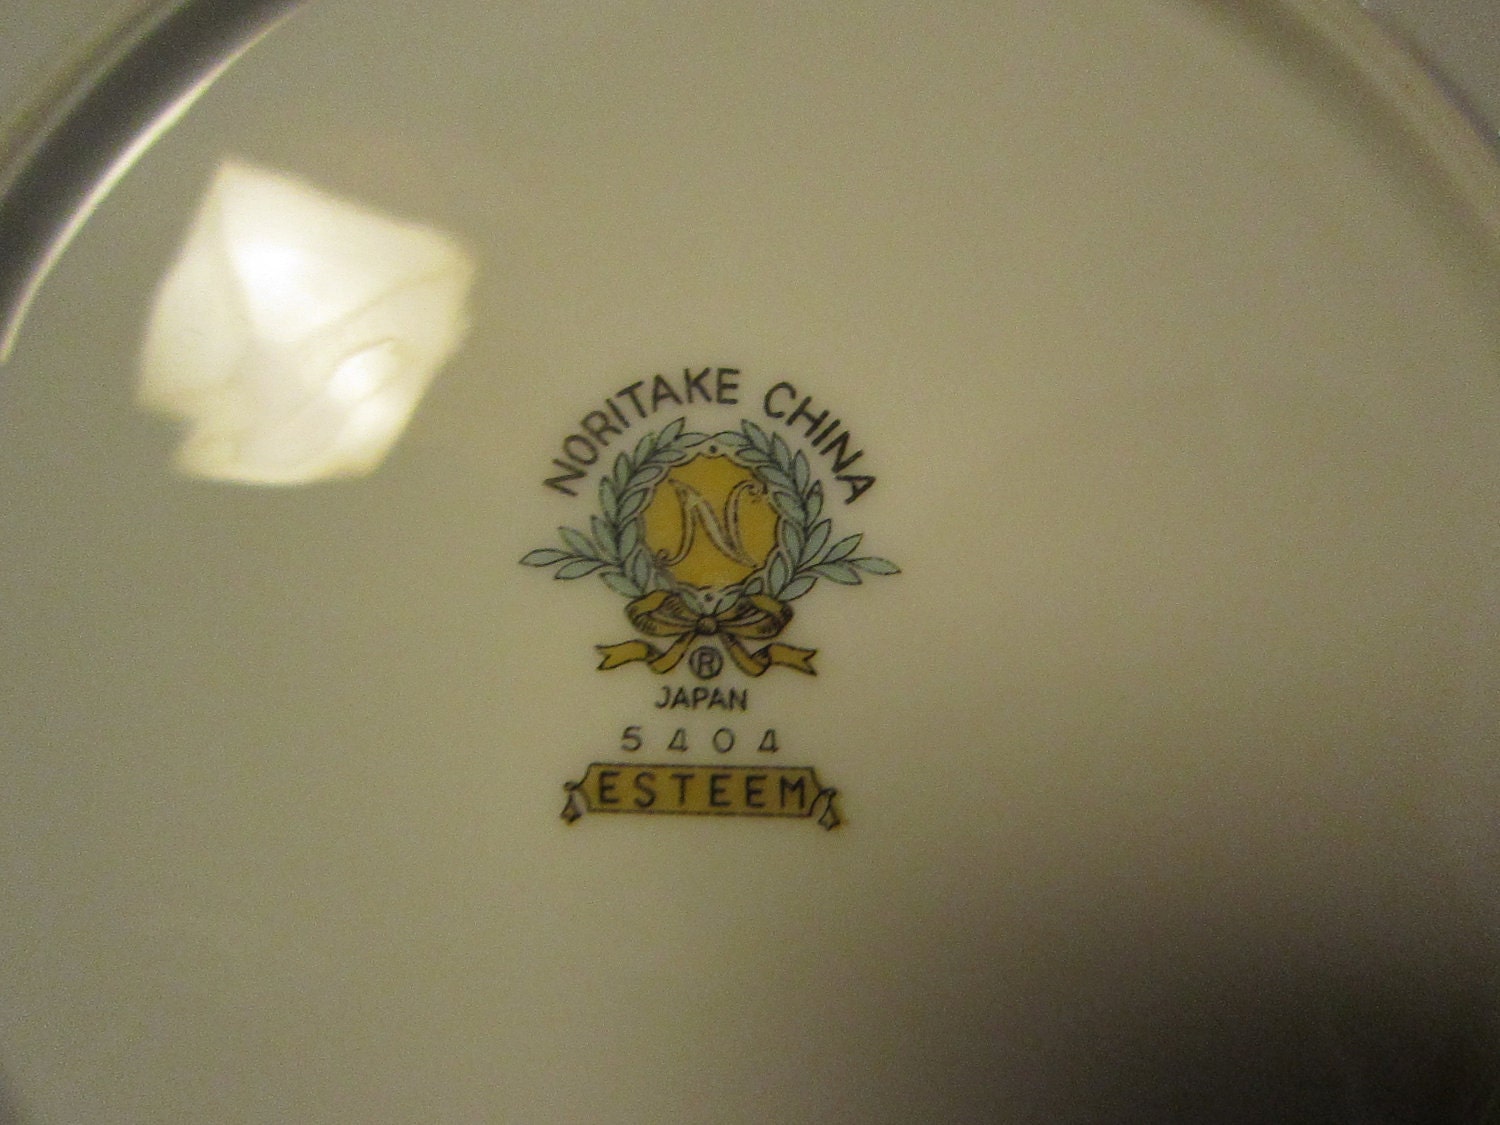 NORITAKE CHINA
N
®
JAPAN
5404
ESTEEM